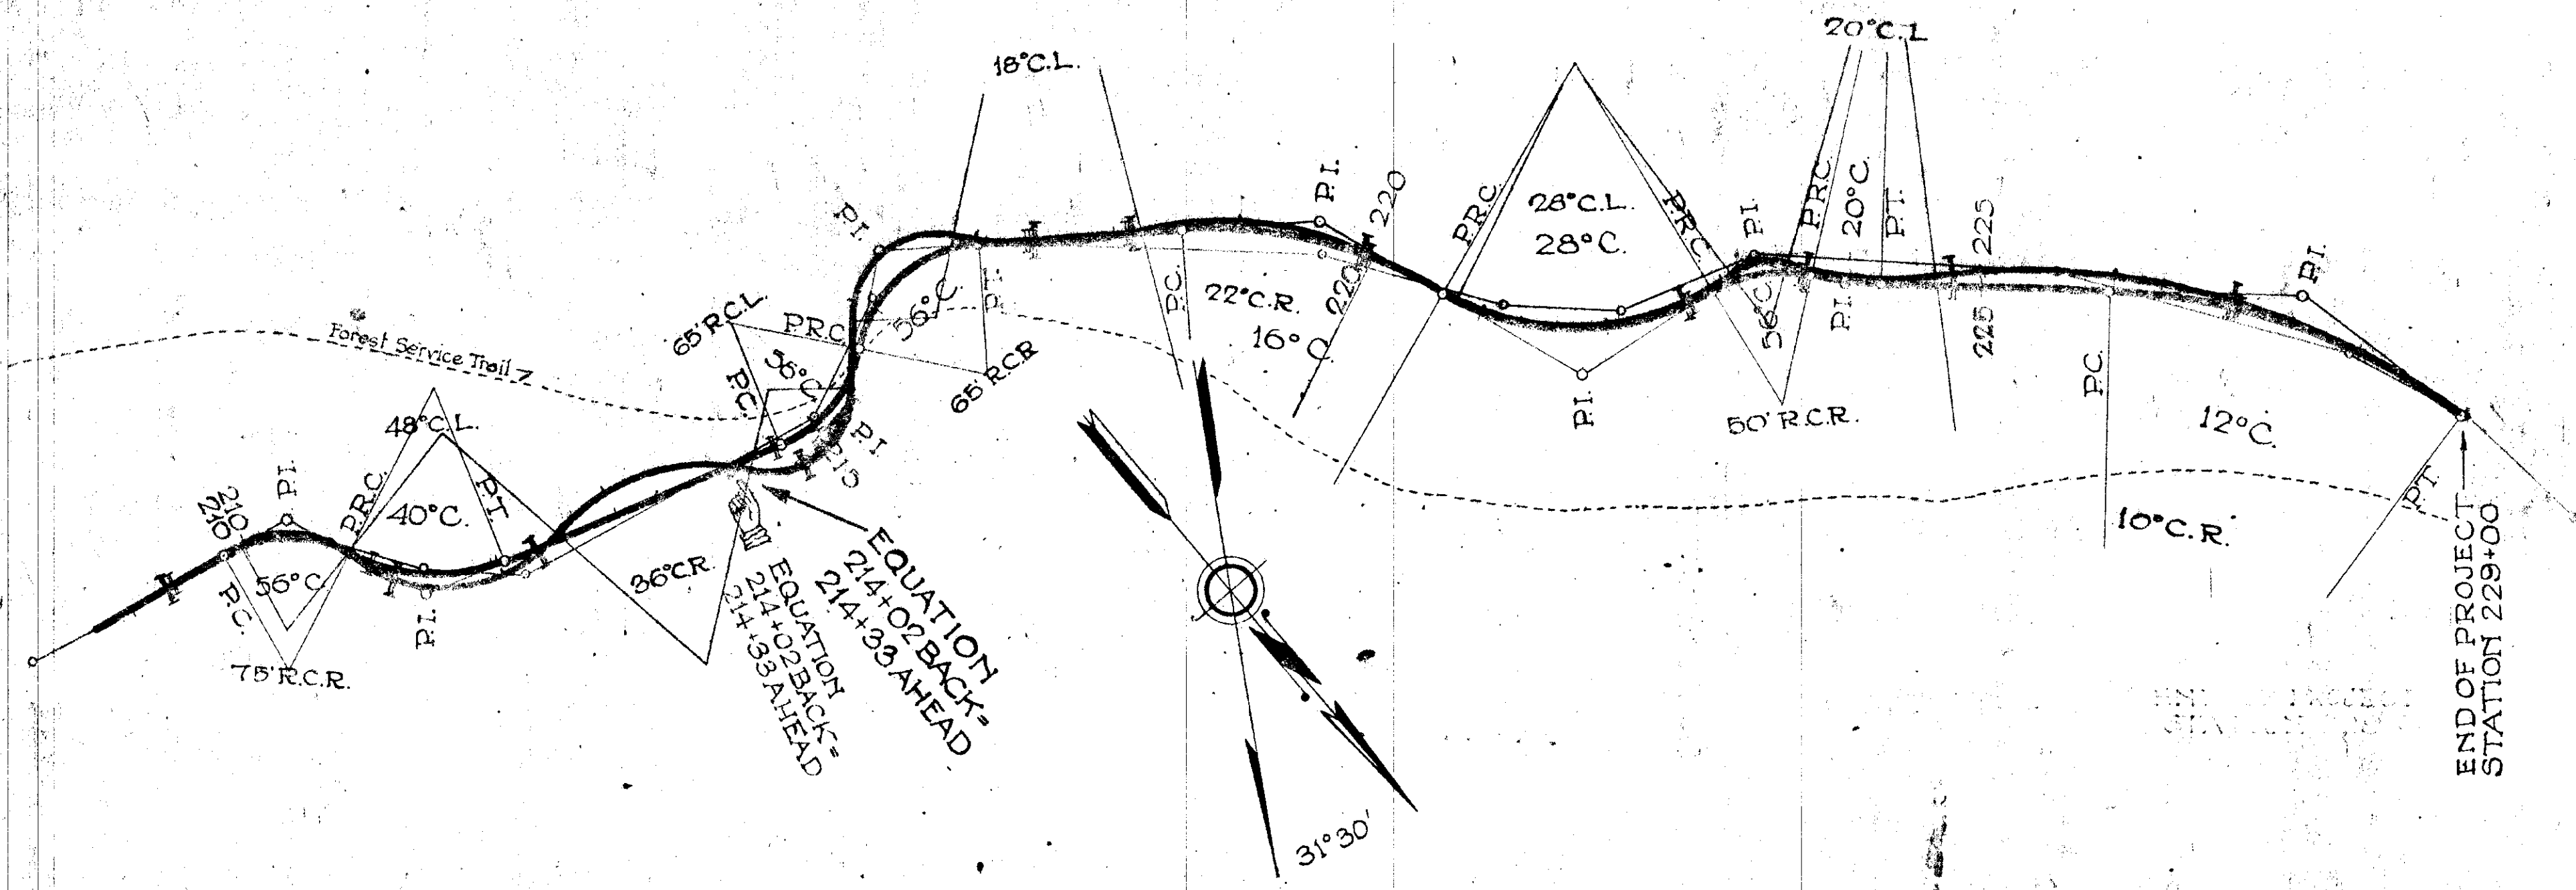 20°C.L
18°C.L.
P.I.
220
P.I.
P.R.C.
28°C.L.
28°C.
P.R.C.
P.I.
P.R.C.
20°C.
P.T.
225
P.I.
56°C.
P.T.
P.C.
22°C.R.
220
16°C.
56°C.
P.I.
225
65' R.C.L.
P.R.C.
56°C.
65' R.C.R
P.C.
P.I.
P.I.
50' R.C.R.
P.C.
12°C.
10°C.R.
P.T.
Forest Service Trail
48°C.L.
P.I.
P.R.C.
40°C.
P.T.
210
210
56°C
P.C.
P.I.
75' R.C.R.
36°C.R.
215
EQUATION
214+02 BACK=
214+33 AHEAD
EQUATION
214+02 BACK=
214+33 AHEAD
31°30'
END OF PROJECT
STATION 229+00